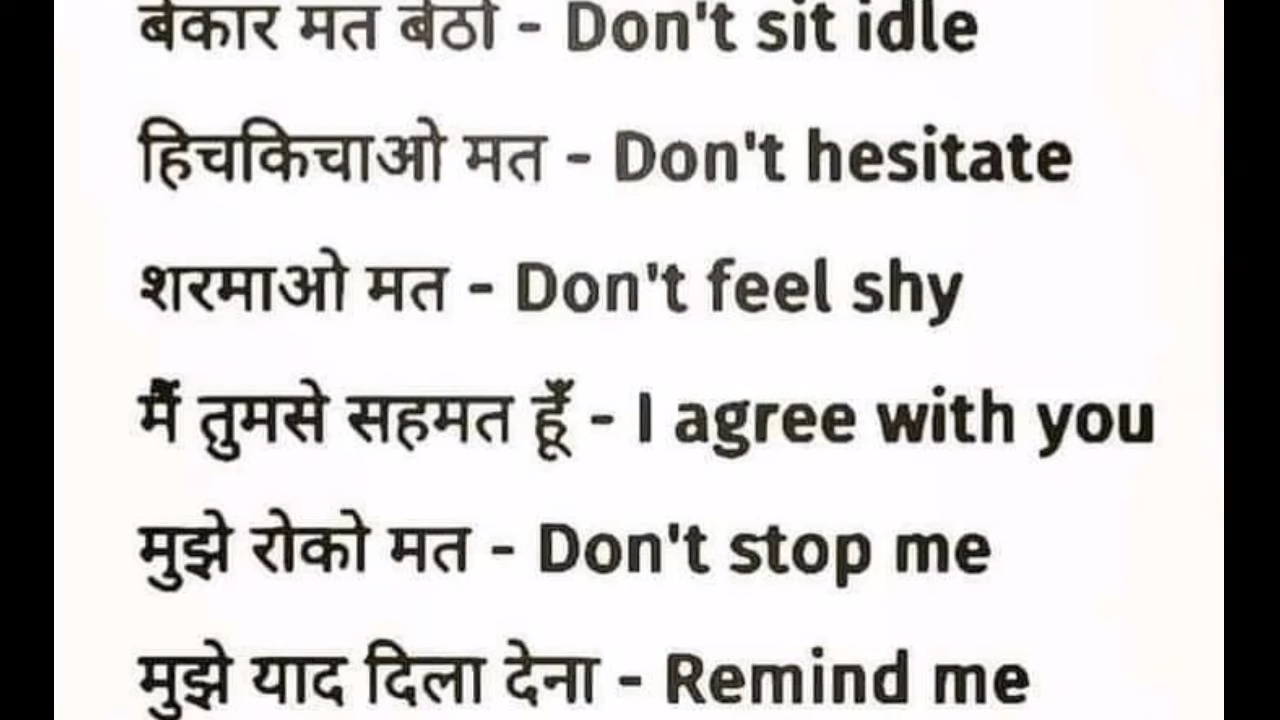 बेकार मत बैठो - Don't sit idle
हिचकिचाओ मत - Don't hesitate
शरमाओ मत - Don't feel shy
मैं तुमसे सहमत हूँ - I agree with you
मुझे रोको मत - Don't stop me
मुझे याद दिला देना - Remind me